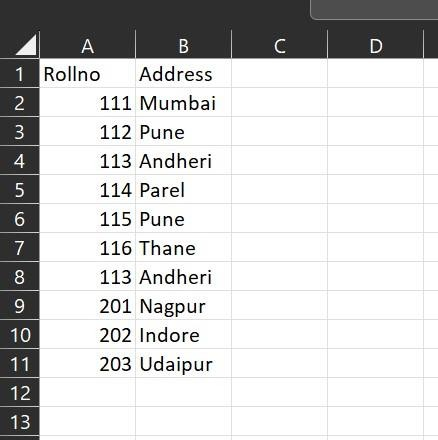 A B C D
1 Rollno Address
2 111 Mumbai
3 112 Pune
4 113 Andheri
5 114 Parel
6 115 Pune
7 116 Thane
8 113 Andheri
9 201 Nagpur
10 202 Indore
11 203 Udaipur
12
13